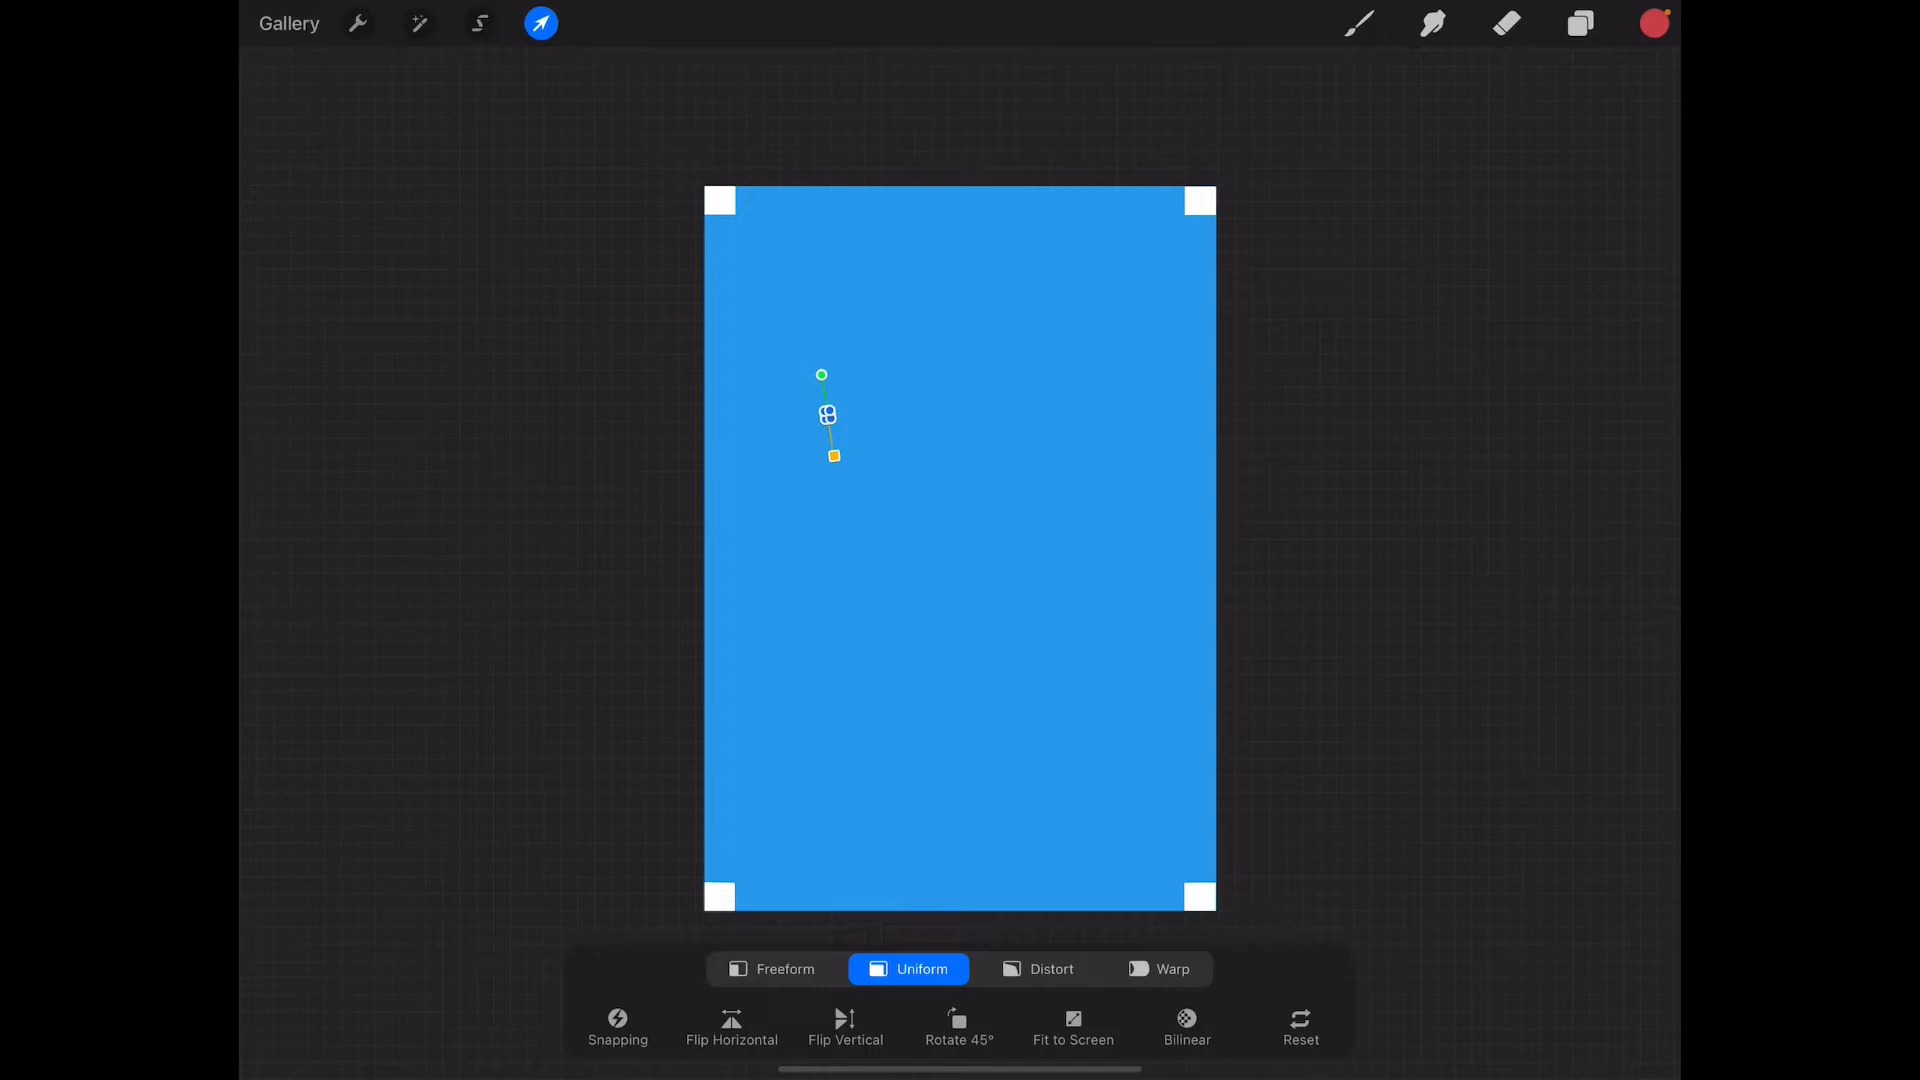 Gallery
Freeform Uniform Distort Warp
Snapping Flip Horizontal Flip Vertical Rotate 45° Fit to Screen Bilinear Reset